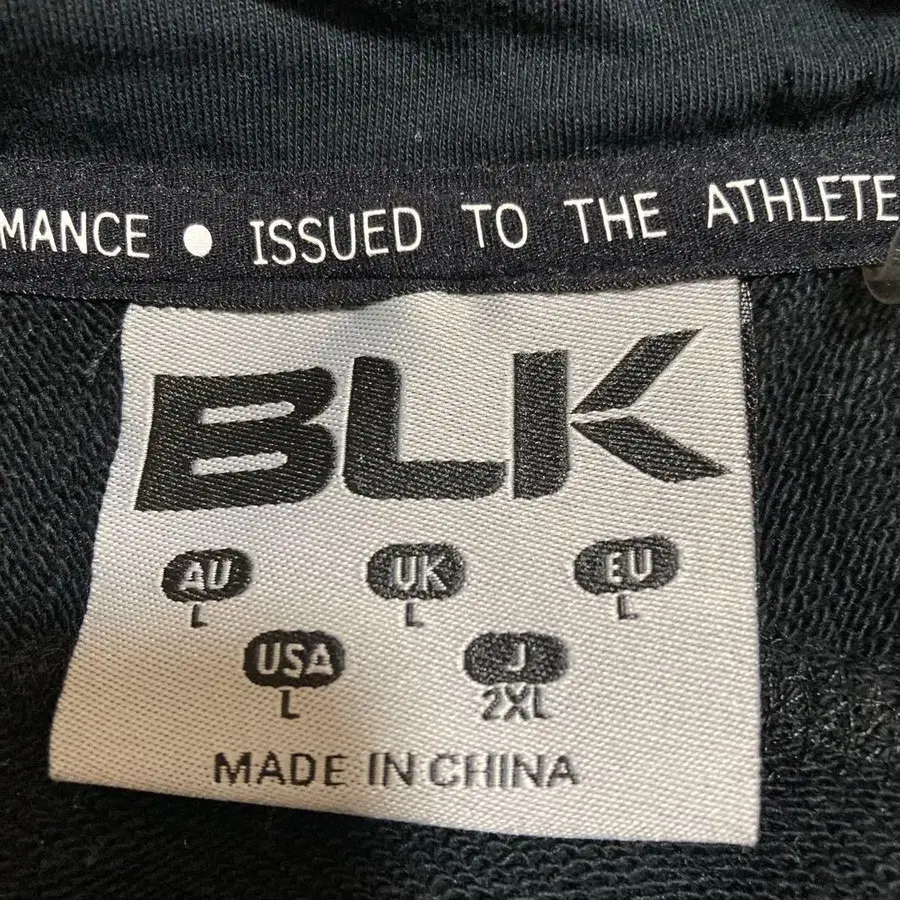 MANCE ● ISSUED TO THE ATHLETE
BLK
AU UK EU
L L L
USA J
L 2XL
MADE IN CHINA